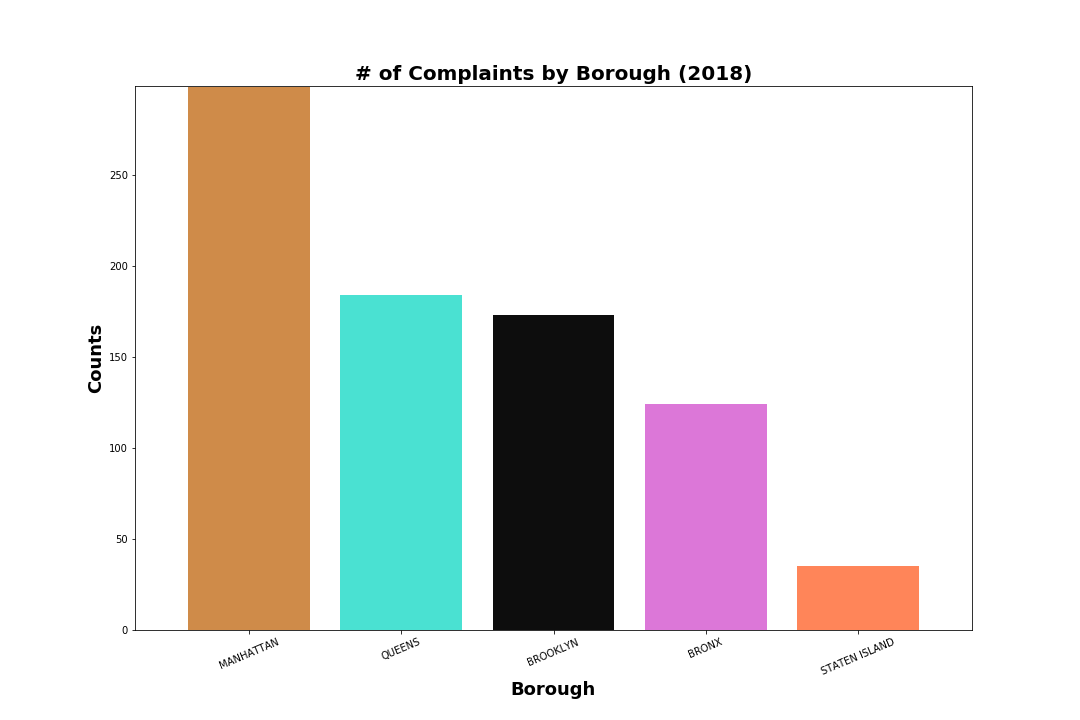 # of Complaints by Borough (2018)
250
200
150
100
50
0
Counts
MANHATTAN
QUEENS
BROOKLYN
BRONX
STATEN ISLAND
Borough